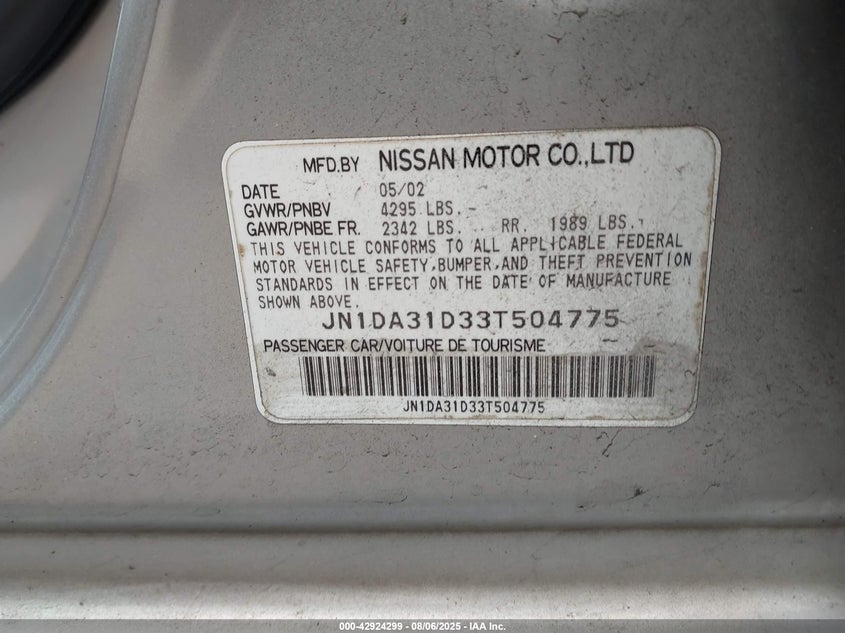 MFD.BY NISSAN MOTOR CO.,LTD
DATE 05/02
GVWR/PNBV 4295 LBS.
GAWR/PNBE FR. 2342 LBS. RR. 1989 LBS.
THIS VEHICLE CONFORMS TO ALL APPLICABLE FEDERAL
MOTOR VEHICLE SAFETY,BUMPER,AND THEFT PREVENTION
STANDARDS IN EFFECT ON THE DATE OF MANUFACTURE
SHOWN ABOVE.
JN1DA31D33T504775
PASSENGER CAR/VOITURE DE TOURISME
JN1DA31D33T504775
000-42924299 - 08/06/2025 - IAA Inc.